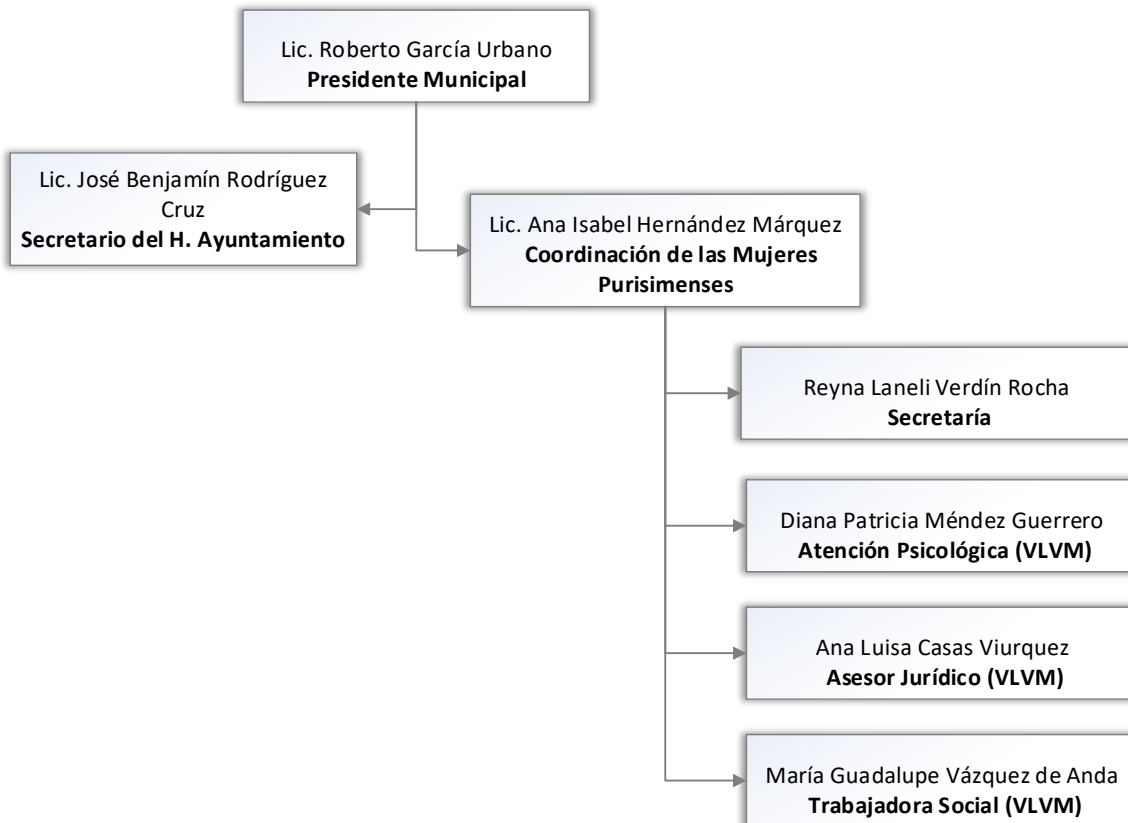 Lic. Roberto García Urbano
Presidente Municipal
Lic. José Benjamín Rodríguez
Cruz
Secretario del H. Ayuntamiento
Lic. Ana Isabel Hernández Márquez
Coordinación de las Mujeres
Purisimenses
Reyna Laneli Verdín Rocha
Secretaría
Diana Patricia Méndez Guerrero
Atención Psicológica (VLVM)
Ana Luisa Casas Viurquez
Asesor Jurídico (VLVM)
María Guadalupe Vázquez de Anda
Trabajadora Social (VLVM)